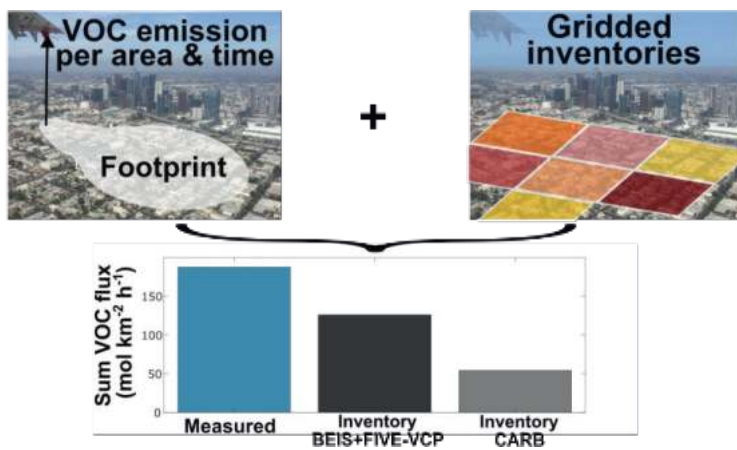 VOC emission
per area & time
Footprint
+
Gridded
inventories
Sum VOC flux
(mol km⁻² h⁻¹)
150
100
50
0
Measured
Inventory
BEIS+FIVE-VCP
Inventory
CARB